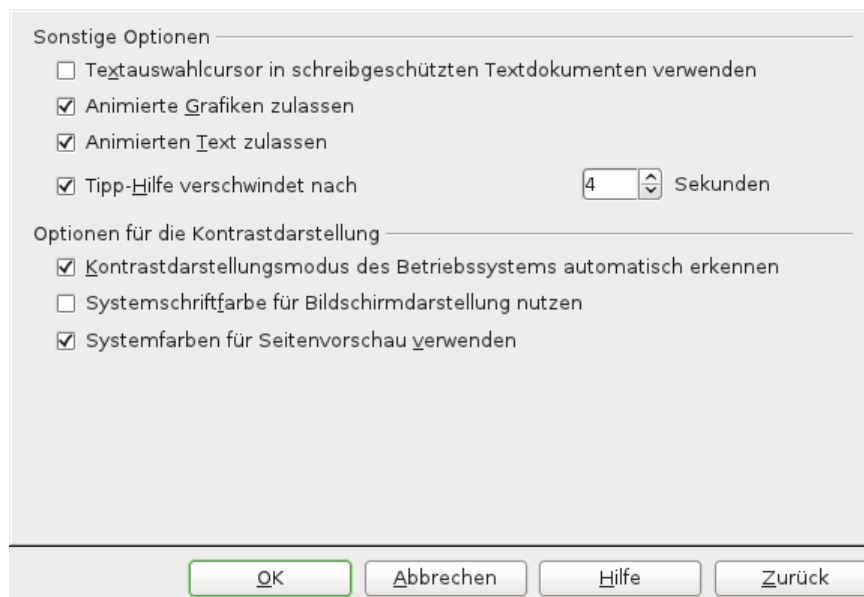 Sonstige Optionen
Textauswahlcursor in schreibgeschützten Textdokumenten verwenden
Animierte Grafiken zulassen
Animierten Text zulassen
Tipp-Hilfe verschwindet nach 4 Sekunden
Optionen für die Kontrastdarstellung
Kontrastdarstellungsmodus des Betriebssystems automatisch erkennen
Systemschriftfarbe für Bildschirmdarstellung nutzen
Systemfarben für Seitenvorschau verwenden
OK Abbrechen Hilfe Zurück